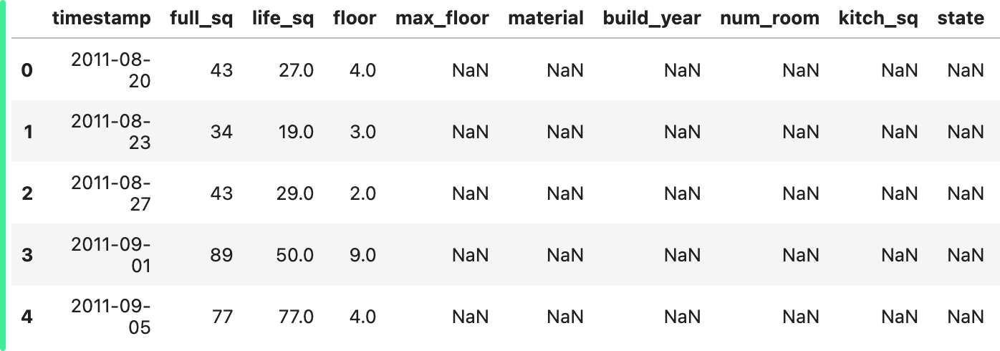 timestamp full_sq life_sq floor max_floor material build_year num_room kitch_sq state
0 2011-08-
20 43 27.0 4.0 NaN NaN NaN NaN NaN NaN
1 2011-08-
23 34 19.0 3.0 NaN NaN NaN NaN NaN NaN
2 2011-08-
27 43 29.0 2.0 NaN NaN NaN NaN NaN NaN
3 2011-09-
01 89 50.0 9.0 NaN NaN NaN NaN NaN NaN
4 2011-09-
05 77 77.0 4.0 NaN NaN NaN NaN NaN NaN